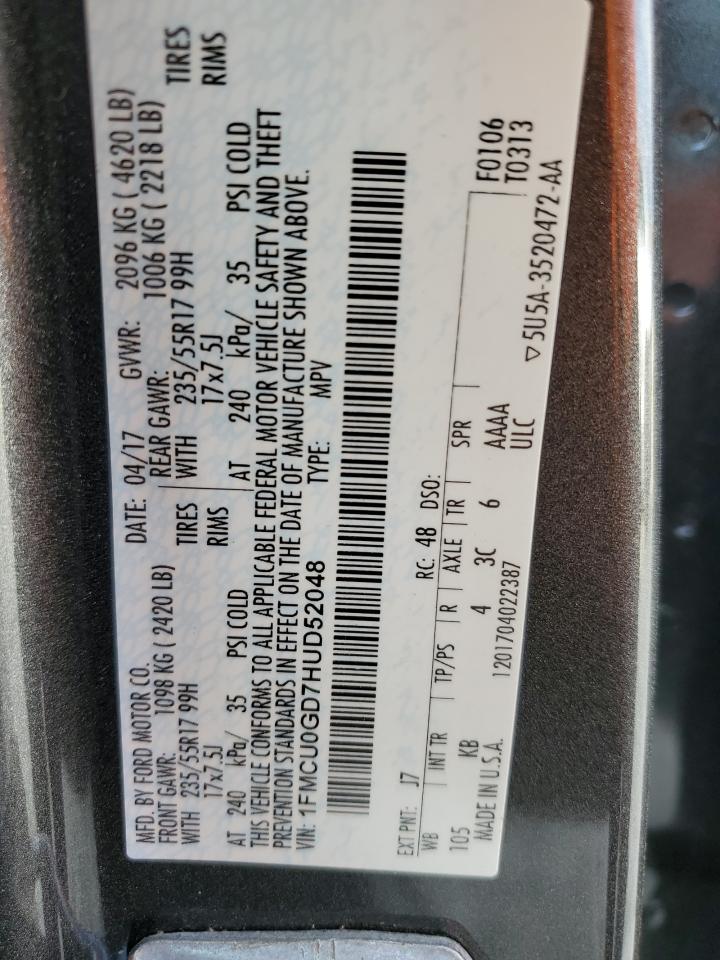 MFD. BY FORD MOTOR CO.
DATE: 04/17 GVWR: 2096 KG ( 4620 LB)
FRONT GAWR: 1098 KG ( 2420 LB) REAR GAWR: 1006 KG ( 2218 LB)
WITH 235/55R17 99H TIRES WITH 235/55R17 99H TIRES
17x7.5J RIMS 17x7.5J RIMS
AT 240 kPa/ 35 PSI COLD AT 240 kPa/ 35 PSI COLD
THIS VEHICLE CONFORMS TO ALL APPLICABLE FEDERAL MOTOR VEHICLE SAFETY AND THEFT
PREVENTION STANDARDS IN EFFECT ON THE DATE OF MANUFACTURE SHOWN ABOVE.
VIN: 1FMCU0GD7HUD52048 TYPE: MPV
EXT PNT: J7 RC: 48 DSO:
WB INT TR TP/PS R AXLE TR SPR F0106
105 KB 4 3C 6 AAAA T0313
ULC
MADE IN U.S.A. 1201704022387 ▽ 5U5A-3520472-AA